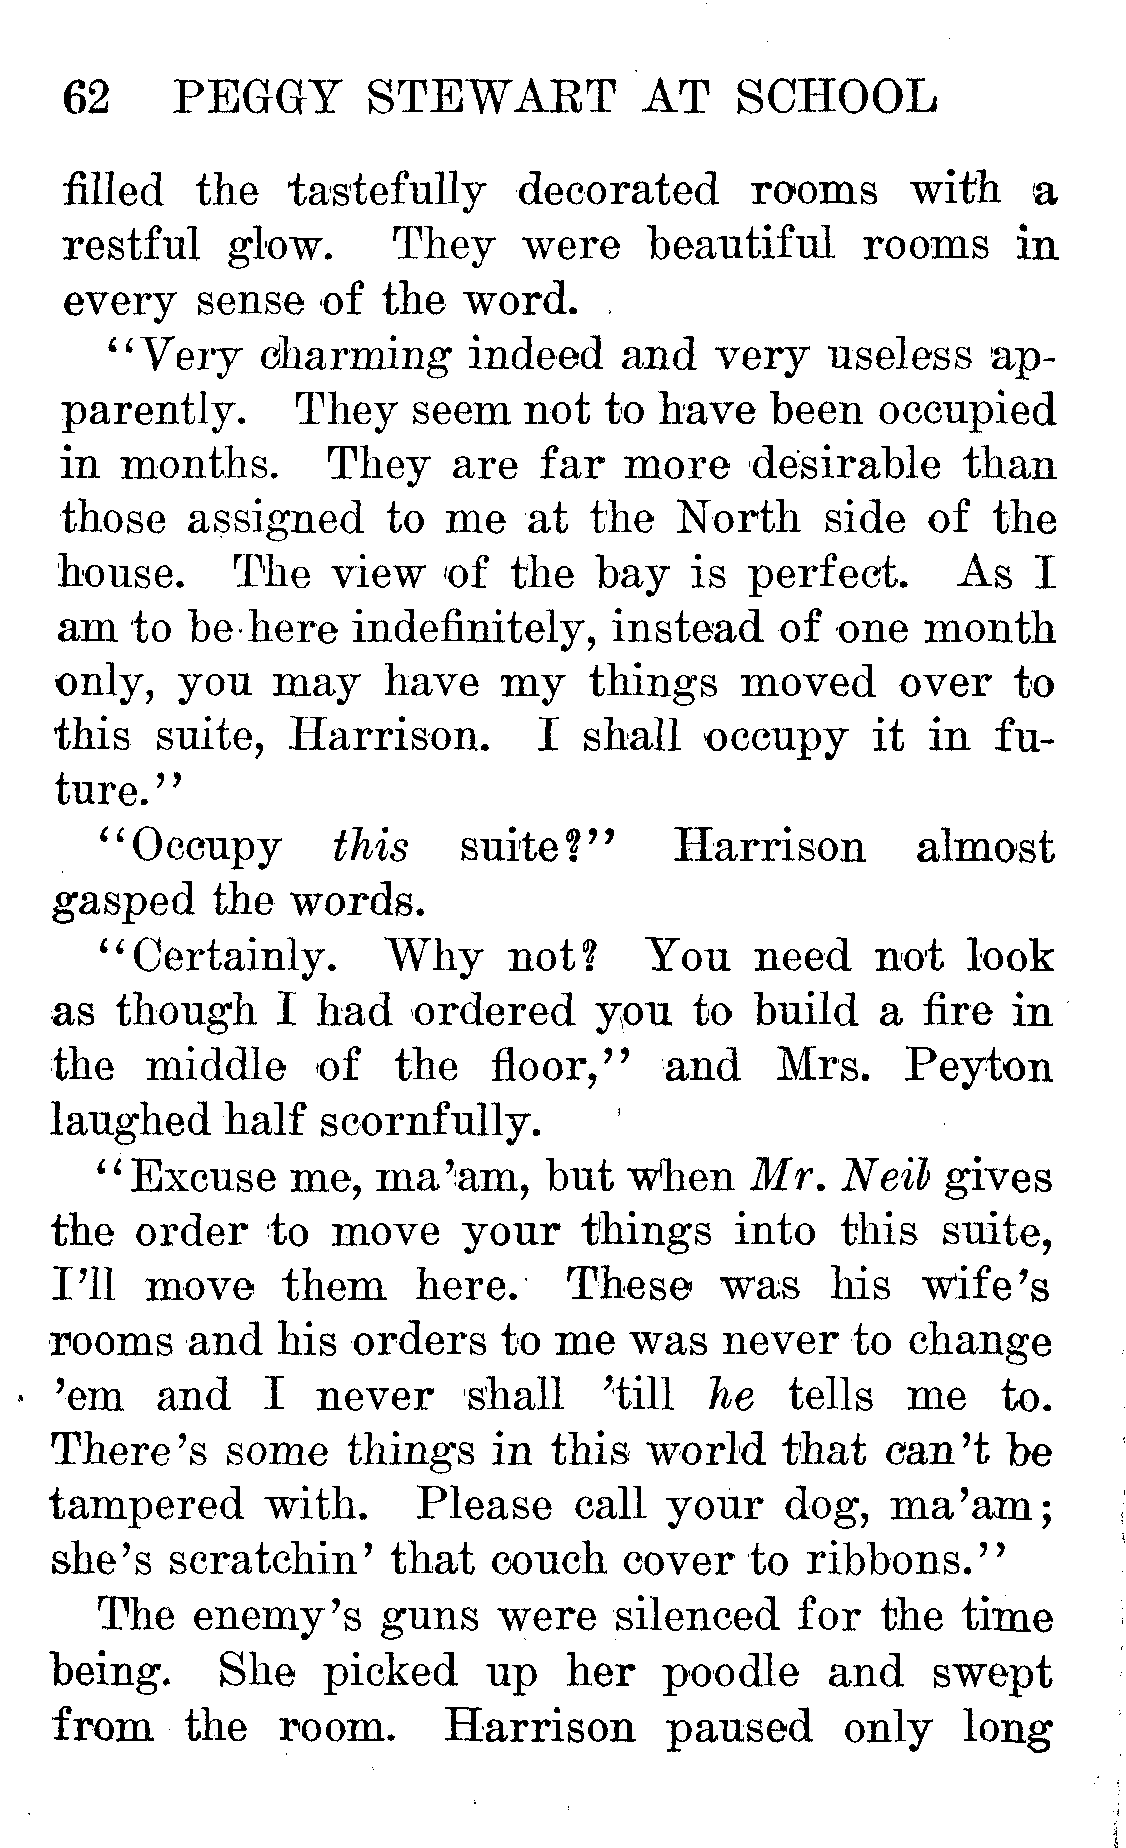 62 PEGGY STEWART AT SCHOOL
filled the tastefully decorated rooms with a
restful glow. They were beautiful rooms in
every sense of the word.
"Very charming indeed and very useless ap-
parently. They seem not to have been occupied
in months. They are far more desirable than
those assigned to me at the North side of the
house. The view of the bay is perfect. As I
am to be here indefinitely, instead of one month
only, you may have my things moved over to
this suite, Harrison. I shall occupy it in fu-
ture."
"Occupy this suite?" Harrison almost
gasped the words.
"Certainly. Why not? You need not look
as though I had ordered you to build a fire in
the middle of the floor," and Mrs. Peyton
laughed half scornfully.
"Excuse me, ma'am, but when Mr. Neil gives
the order to move your things into this suite,
I'll move them here. These was his wife's
rooms and his orders to me was never to change
'em and I never shall 'till he tells me to.
There's some things in this world that can't be
tampered with. Please call your dog, ma'am;
she's scratchin' that couch cover to ribbons."
The enemy's guns were silenced for the time
being. She picked up her poodle and swept
from the room. Harrison paused only long